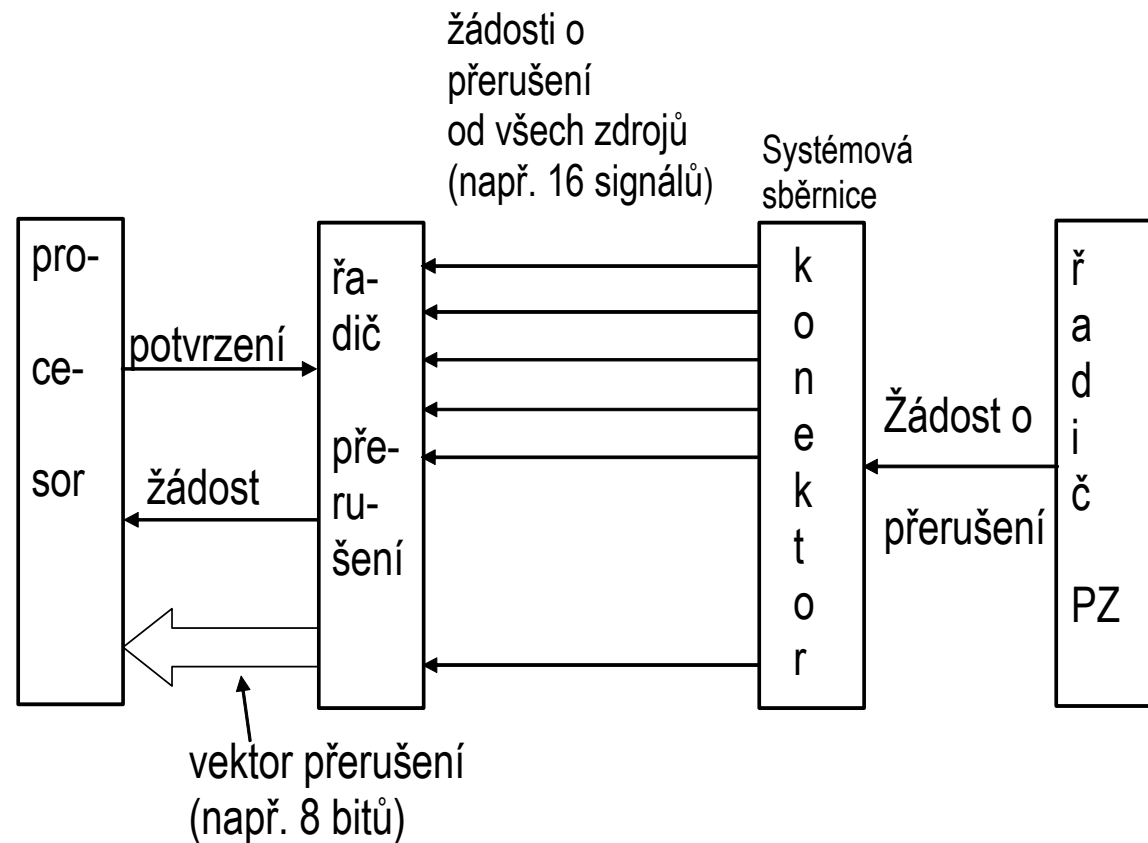 žádosti o
přerušení
od všech zdrojů
(např. 16 signálů)
Systémová
sběrnice
pro-
ce-
sor
potvrzení
žádost
řa-
dič
pře-
ru-
šení
k
o
n
e
k
t
o
r
Žádost o
přerušení
ř
a
d
i
č
PZ
vektor přerušení
(např. 8 bitů)